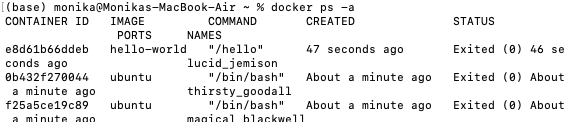 (base) monika@Monikas-MacBook-Air ~ % docker ps -a
CONTAINER ID   IMAGE         COMMAND       CREATED              STATUS
               PORTS     NAMES
e8d61b66ddeb   hello-world   "/hello"      47 seconds ago       Exited (0) 46 se
conds ago                lucid_jemison
0b432f270044   ubuntu        "/bin/bash"   About a minute ago   Exited (0) About
 a minute ago            thirsty_goodall
f25a5ce19c89   ubuntu        "/bin/bash"   About a minute ago   Exited (0) About
 a minute ago            magical_blackwell